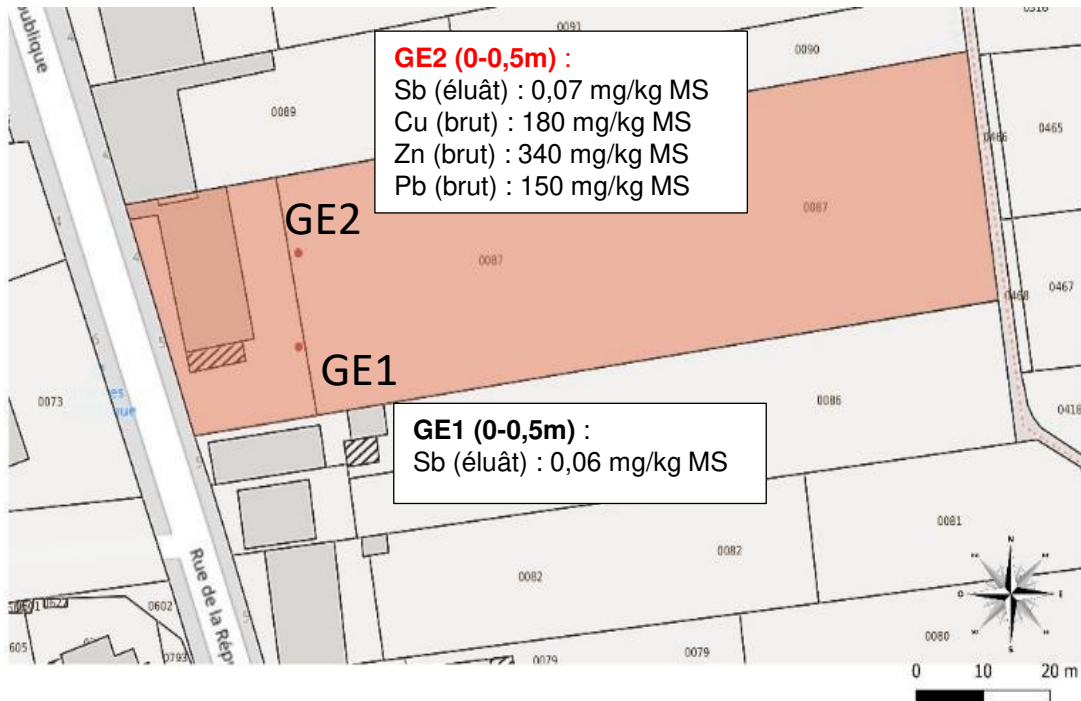 ublique
0091
0090
0089
GE2 (0-0,5m) :
Sb (éluât) : 0,07 mg/kg MS
Cu (brut) : 180 mg/kg MS
Zn (brut) : 340 mg/kg MS
Pb (brut) : 150 mg/kg MS
0466
0465
GE2
0087
0087
0468
0467
GE1
0073
0086
0418
GE1 (0-0,5m) :
Sb (éluât) : 0,06 mg/kg MS
0081
0082
0082
Rue de la Rép
N
O
E
S
0602
605
0793
0079
0079
0080
0 10 20 m